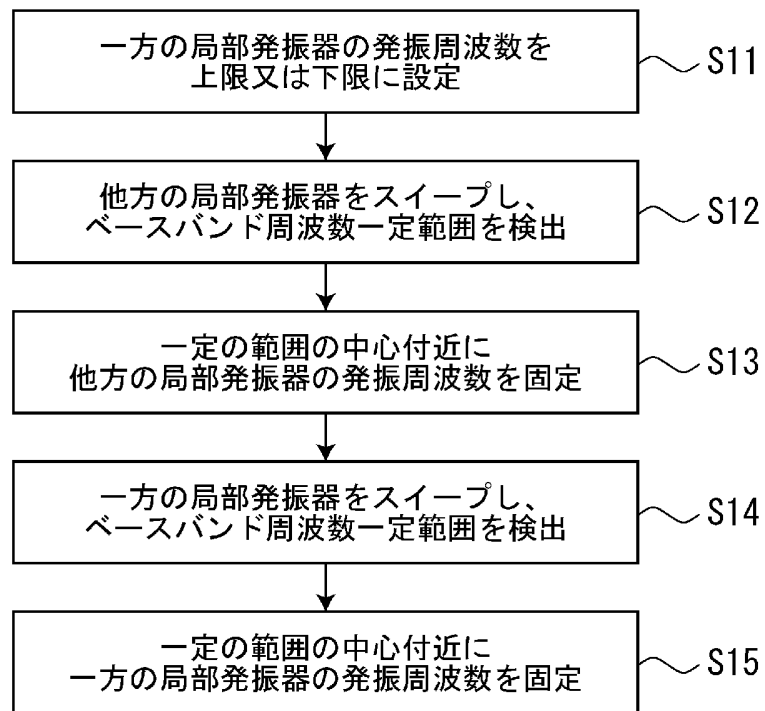 一方の局部発振器の発振周波数を
上限又は下限に設定
S11
他方の局部発振器をスイープし、
ベースバンド周波数一定範囲を検出
S12
一定の範囲の中心付近に
他方の局部発振器の発振周波数を固定
S13
一方の局部発振器をスイープし、
ベースバンド周波数一定範囲を検出
S14
一定の範囲の中心付近に
一方の局部発振器の発振周波数を固定
S15